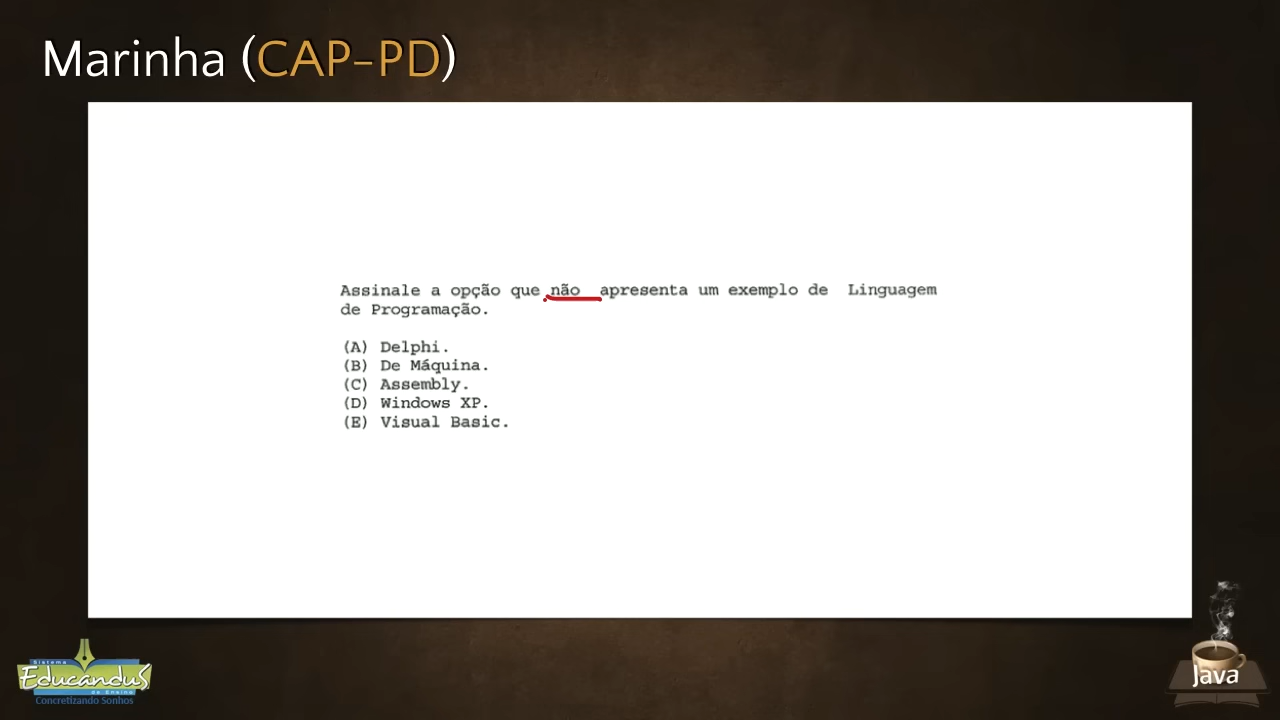 Marinha (CAP-PD)
Assinale a opção que não apresenta um exemplo de Linguagem
de Programação.
(A) Delphi.
(B) De Máquina.
(C) Assembly.
(D) Windows XP.
(E) Visual Basic.
Sistema
EducanduS
de Ensino
Concretizando Sonhos
Java